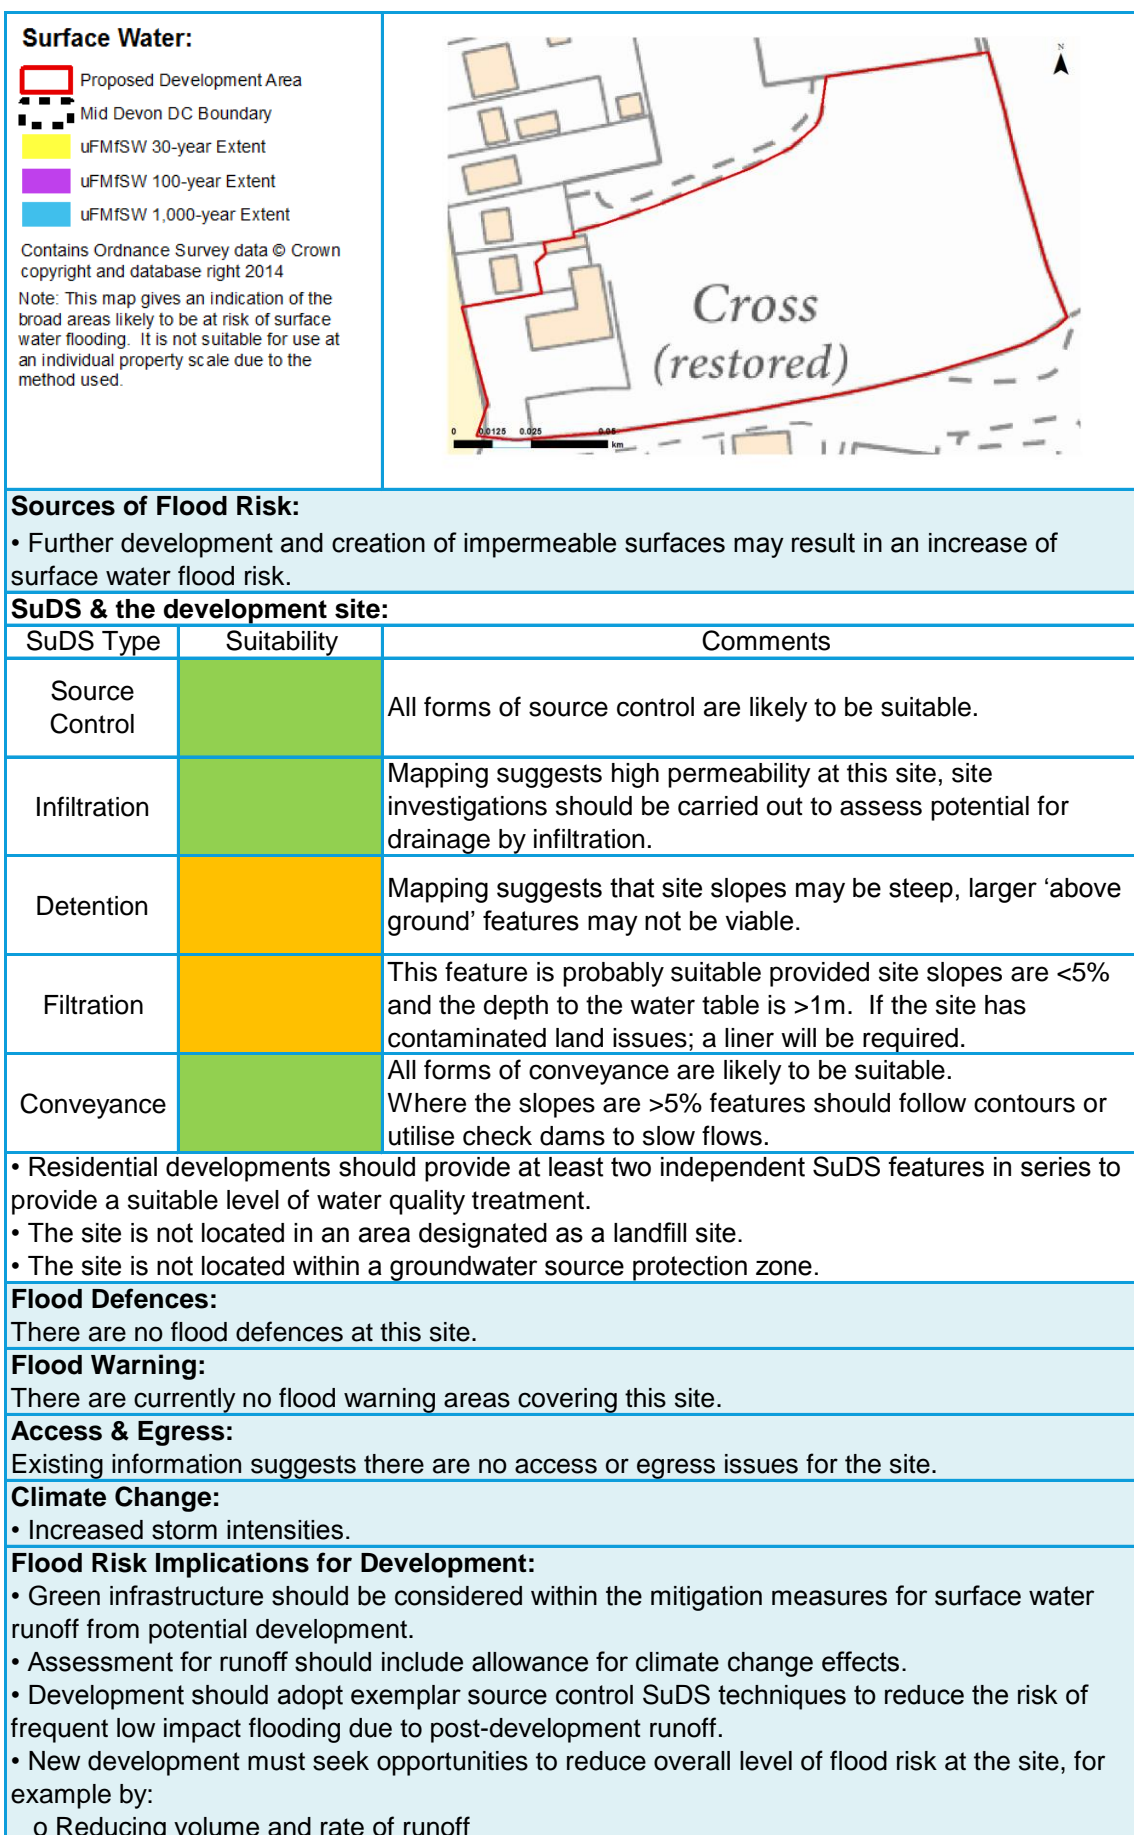 Surface Water:
Proposed Development Area
Mid Devon DC Boundary
uFMfSW 30-year Extent
uFMfSW 100-year Extent
uFMfSW 1,000-year Extent
Contains Ordnance Survey data © Crown
copyright and database right 2014
Note: This map gives an indication of the
broad areas likely to be at risk of surface
water flooding.  It is not suitable for use at
an individual property scale due to the
method used.
N
Cross
(restored)
0 0.0125 0.025 0.05
km
Sources of Flood Risk:
• Further development and creation of impermeable surfaces may result in an increase of
surface water flood risk.
SuDS & the development site:
SuDS Type Suitability Comments
Source
Control
All forms of source control are likely to be suitable.
Infiltration
Mapping suggests high permeability at this site, site
investigations should be carried out to assess potential for
drainage by infiltration.
Detention
Mapping suggests that site slopes may be steep, larger ‘above
ground’ features may not be viable.
Filtration
This feature is probably suitable provided site slopes are <5%
and the depth to the water table is >1m.  If the site has
contaminated land issues; a liner will be required.
Conveyance
All forms of conveyance are likely to be suitable.
Where the slopes are >5% features should follow contours or
utilise check dams to slow flows.
• Residential developments should provide at least two independent SuDS features in series to
provide a suitable level of water quality treatment.
• The site is not located in an area designated as a landfill site.
• The site is not located within a groundwater source protection zone.
Flood Defences:
There are no flood defences at this site.
Flood Warning:
There are currently no flood warning areas covering this site.
Access & Egress:
Existing information suggests there are no access or egress issues for the site.
Climate Change:
• Increased storm intensities.
Flood Risk Implications for Development:
• Green infrastructure should be considered within the mitigation measures for surface water
runoff from potential development.
• Assessment for runoff should include allowance for climate change effects.
• Development should adopt exemplar source control SuDS techniques to reduce the risk of
frequent low impact flooding due to post-development runoff.
• New development must seek opportunities to reduce overall level of flood risk at the site, for
example by:
o Reducing volume and rate of runoff